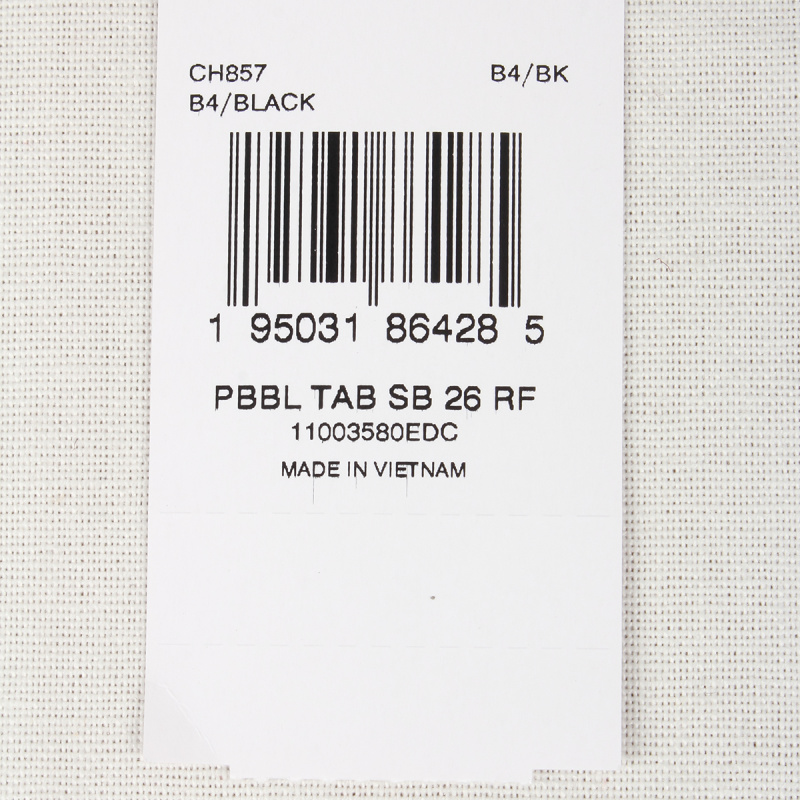 CH857 B4/BK
B4/BLACK
1 95031 86428 5
PBBL TAB SB 26 RF
11003580EDC
MADE IN VIETNAM